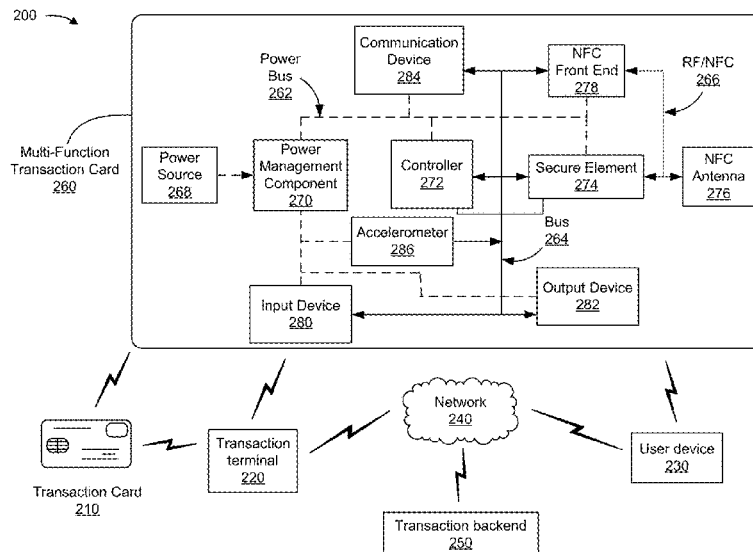 200
Multi-Function
Transaction Card
260
Power
Bus
262
Communication
Device
284
NFC
Front End
278
RF/NFC
266
Power
Source
268
Power
Management
Component
270
Controller
272
Secure Element
274
NFC
Antenna
276
Accelerometer
286
Bus
264
Input Device
280
Output Device
282
Transaction Card
210
Transaction
terminal
220
Network
240
User device
230
Transaction backend
250